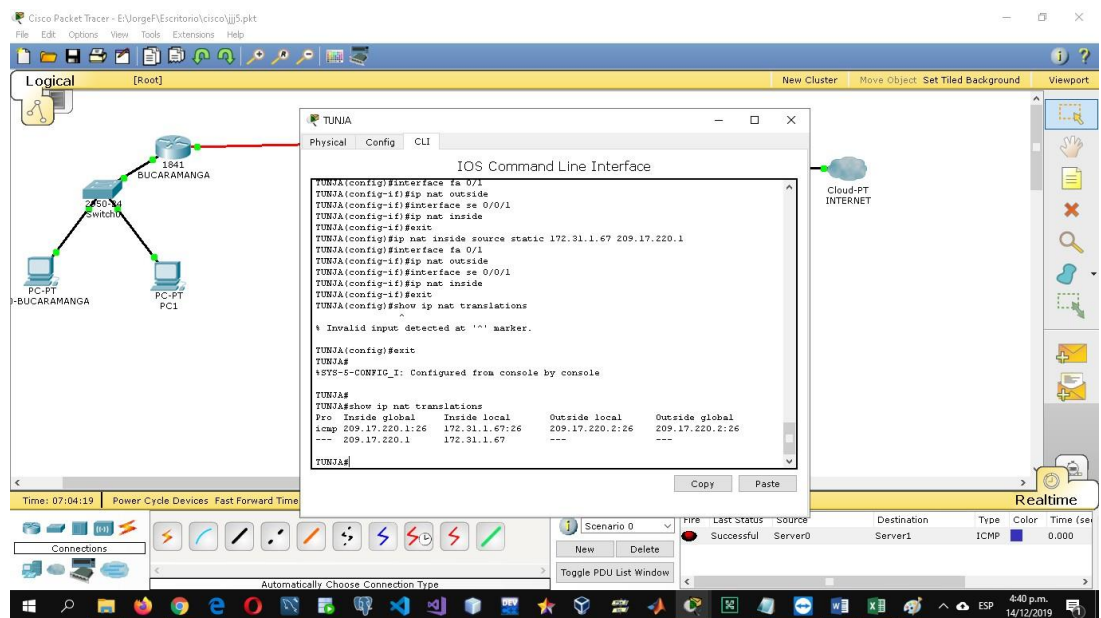 Cisco Packet Tracer - E:\JorgeF\Escritorio\cisco\jjj5.pkt
File Edit Options View Tools Extensions Help
Logical [Root] New Cluster Move Object Set Tiled Background Viewport
1841
BUCARAMANGA
2950-24
Switch0
PC-PT
0-BUCARAMANGA
PC-PT
PC1
Cloud-PT
INTERNET
TUNJA
Physical Config CLI
IOS Command Line Interface
TUNJA(config)#interface fa 0/1
TUNJA(config-if)#ip nat outside
TUNJA(config-if)#interface se 0/0/1
TUNJA(config-if)#ip nat inside
TUNJA(config-if)#exit
TUNJA(config)#ip nat inside source static 172.31.1.67 209.17.220.1
TUNJA(config)#interface fa 0/1
TUNJA(config-if)#ip nat outside
TUNJA(config-if)#interface se 0/0/1
TUNJA(config-if)#ip nat inside
TUNJA(config-if)#exit
TUNJA(config)#show ip nat translations
^
% Invalid input detected at '^' marker.
TUNJA(config)#exit
TUNJA#
%SYS-5-CONFIG_I: Configured from console by console
TUNJA#
TUNJA#show ip nat translations
Pro Inside global Inside local Outside local Outside global
icmp 209.17.220.1:26 172.31.1.67:26 209.17.220.2:26 209.17.220.2:26
--- 209.17.220.1 172.31.1.67 --- ---
TUNJA#
Copy Paste
Time: 07:04:19 Power Cycle Devices Fast Forward Time Realtime
Connections
Automatically Choose Connection Type
Scenario 0
New Delete
Toggle PDU List Window
Fire Last Status Source Destination Type Color Time (sec
Successful Server0 Server1 ICMP 0.000
ESP
4:40 p.m.
14/12/2019